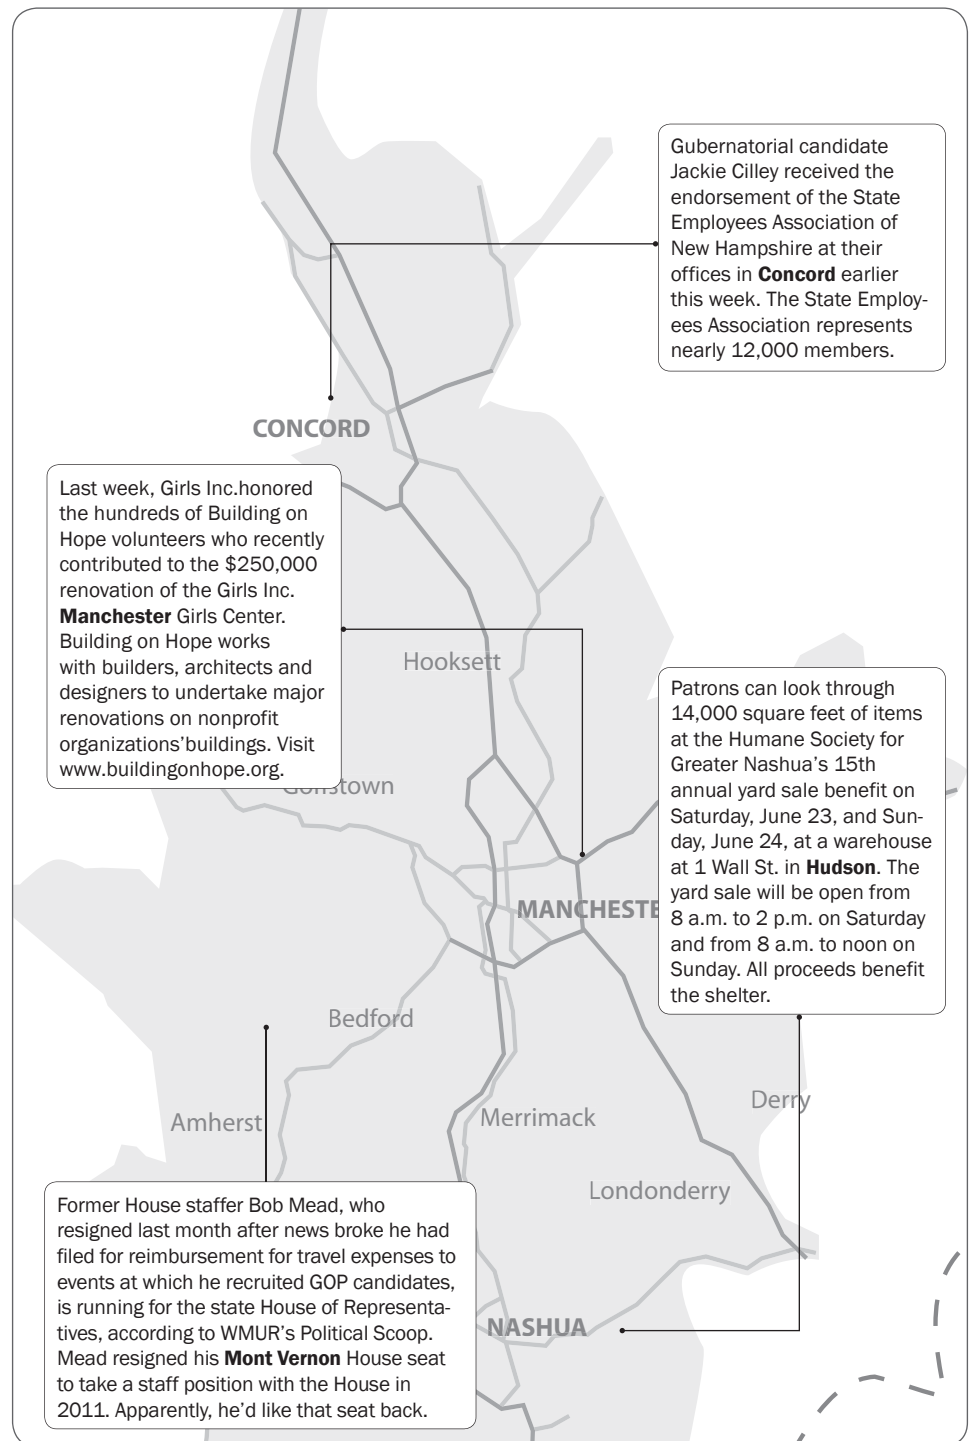 Gubernatorial candidate
Jackie Cilley received the
endorsement of the State
Employees Association of
New Hampshire at their
offices in Concord earlier
this week. The State Employ-
ees Association represents
nearly 12,000 members.
CONCORD
Last week, Girls Inc.honored
the hundreds of Building on
Hope volunteers who recently
contributed to the $250,000
renovation of the Girls Inc.
Manchester Girls Center.
Building on Hope works
with builders, architects and
designers to undertake major
renovations on nonprofit
organizations'buildings. Visit
www.buildingonhope.org.
Hooksett
Goffstown
Patrons can look through
14,000 square feet of items
at the Humane Society for
Greater Nashua's 15th
annual yard sale benefit on
Saturday, June 23, and Sun-
day, June 24, at a warehouse
at 1 Wall St. in Hudson. The
yard sale will be open from
8 a.m. to 2 p.m. on Saturday
and from 8 a.m. to noon on
Sunday. All proceeds benefit
the shelter.
MANCHESTE
Bedford
Derry
Amherst
Merrimack
Londonderry
Former House staffer Bob Mead, who
resigned last month after news broke he had
filed for reimbursement for travel expenses to
events at which he recruited GOP candidates,
is running for the state House of Representa-
tives, according to WMUR's Political Scoop.
Mead resigned his Mont Vernon House seat
to take a staff position with the House in
2011. Apparently, he'd like that seat back.
NASHUA